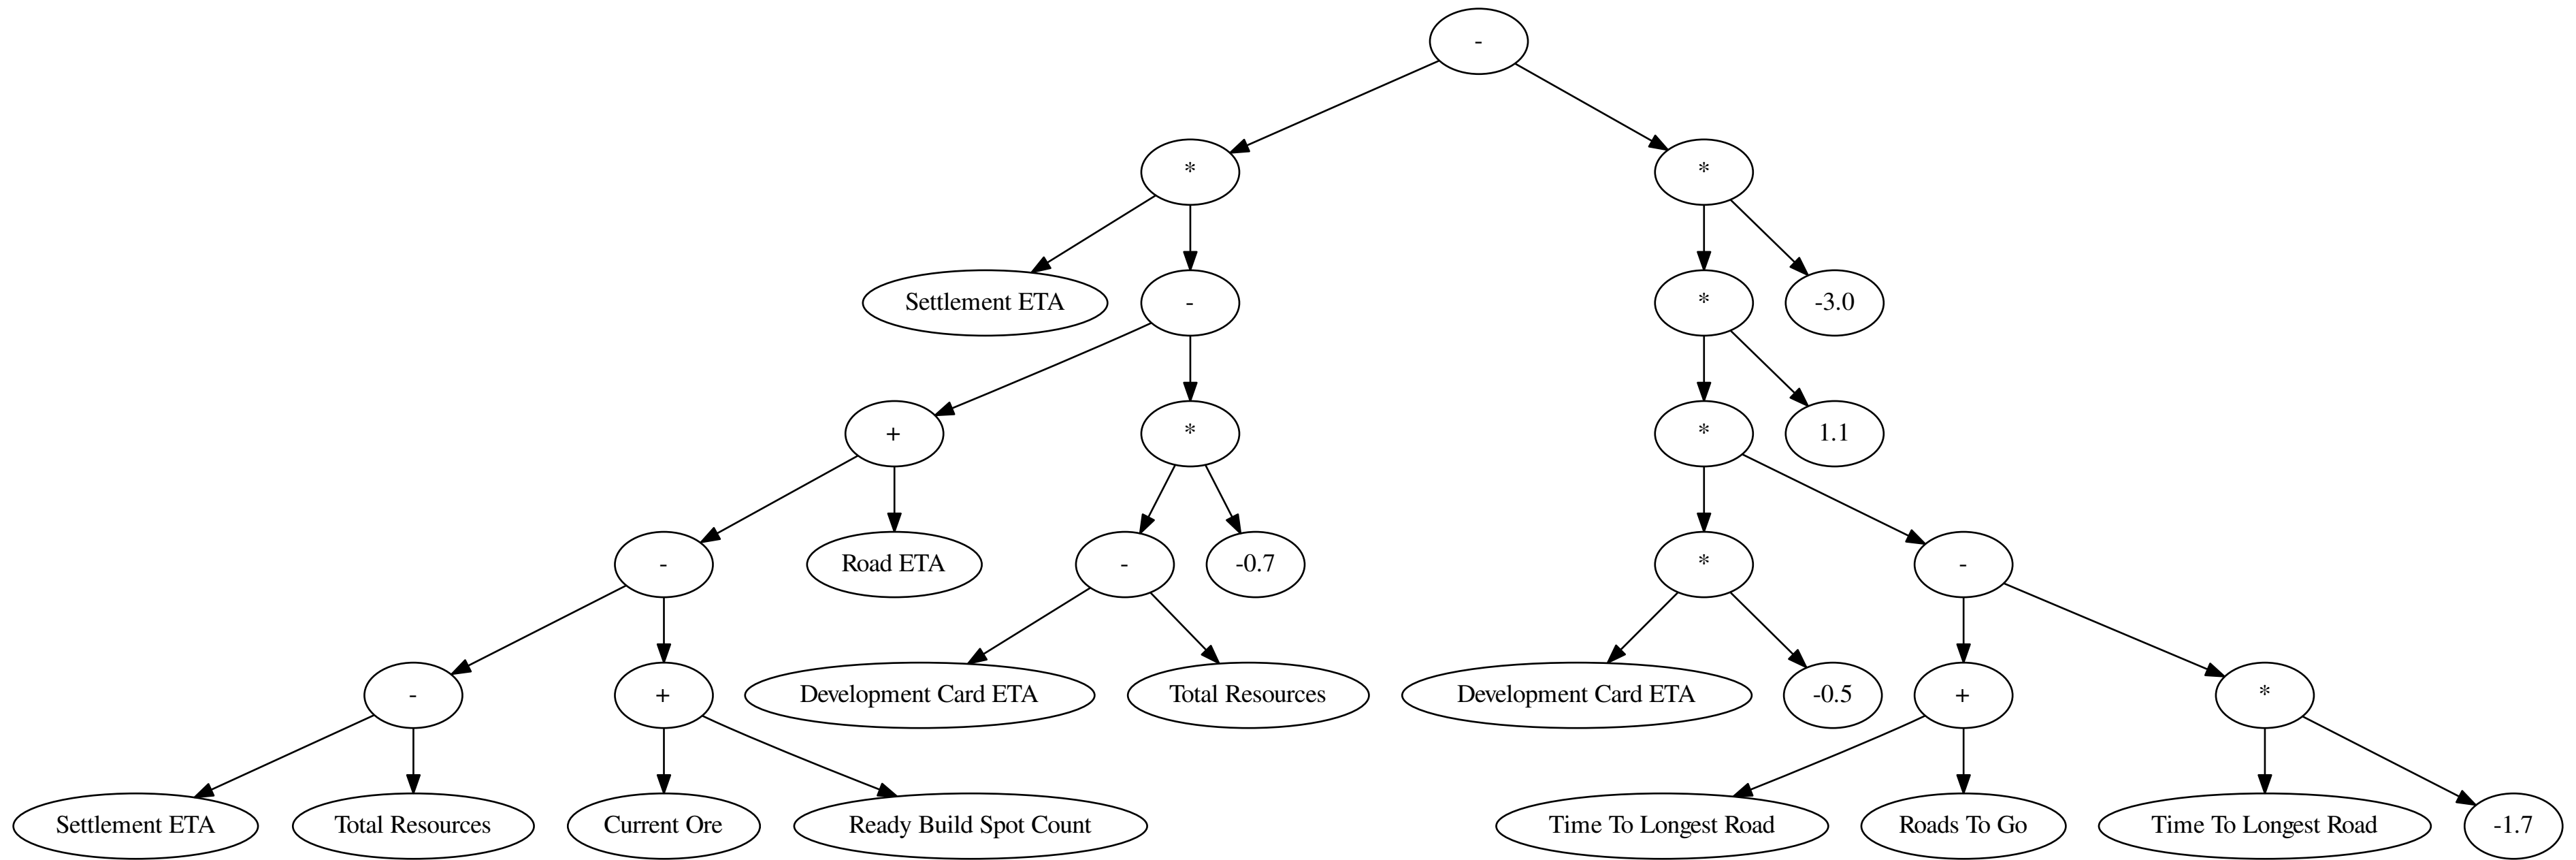 -
*
*
Settlement ETA
-
*
-3.0
+
*
*
1.1
-
Road ETA
-
-0.7
*
-
-
+
Development Card ETA
Total Resources
Development Card ETA
-0.5
+
*
Settlement ETA
Total Resources
Current Ore
Ready Build Spot Count
Time To Longest Road
Roads To Go
Time To Longest Road
-1.7